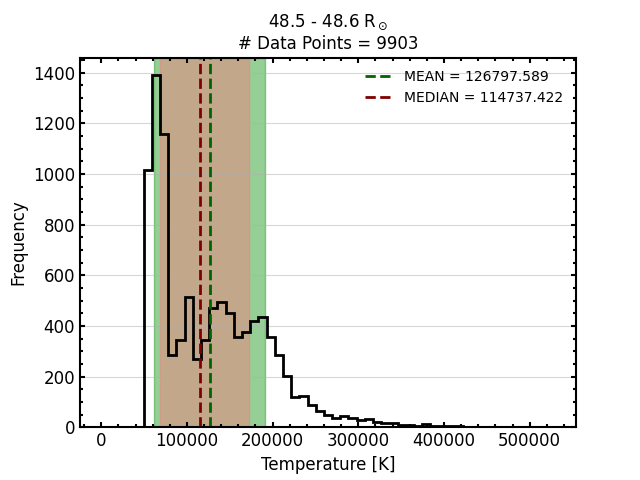 48.5 - 48.6 R⊙
# Data Points = 9903
MEAN = 126797.589
MEDIAN = 114737.422
Frequency
1400
1200
1000
800
600
400
200
0
0 100000 200000 300000 400000 500000
Temperature [K]